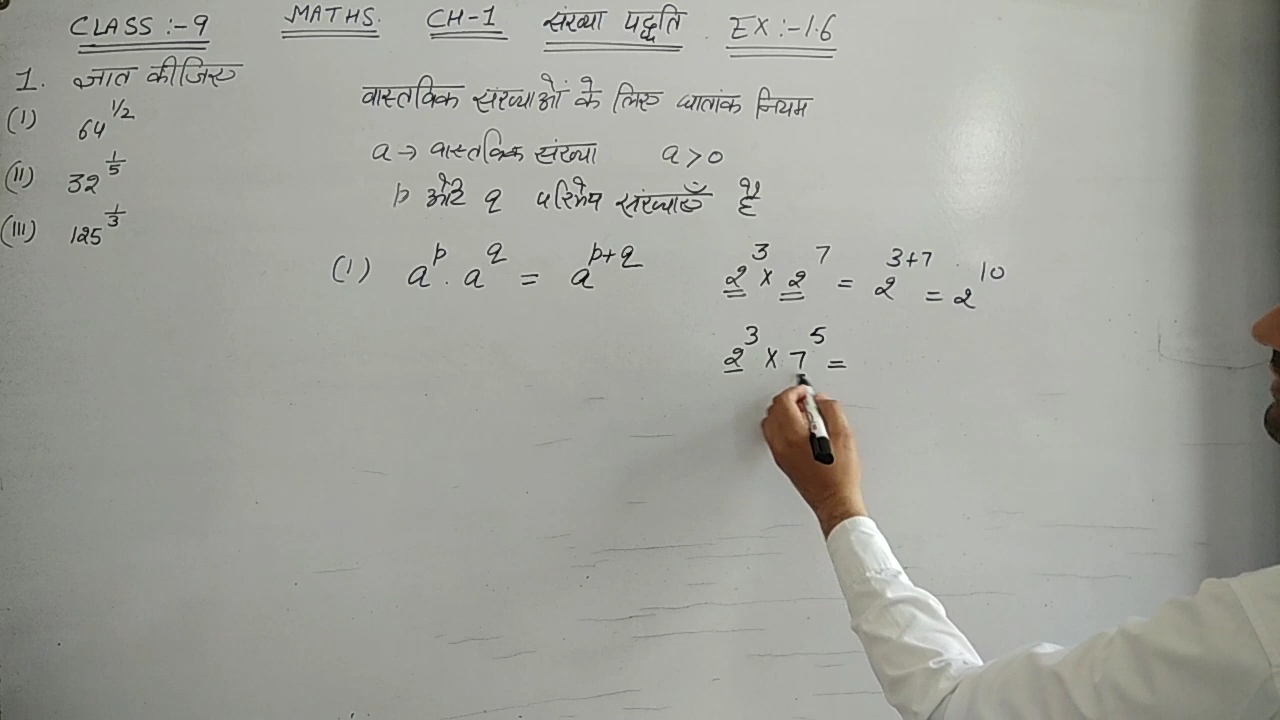 CLASS :- 9 MATHS. CH-1 संख्या पद्धति EX :- 1.6
1. ज्ञात कीजिए
(I) 64^1/2
(II) 32^1/5
(III) 125^1/3
वास्तविक संख्याओं के लिए घातांक नियम
a → वास्तविक संख्या a > 0
p और q परिमेय संख्याएँ हैं
(1) a^p . a^q = a^p+q 2^3 × 2^7 = 2^3+7 = 2^10
2^3 × 7^5 =